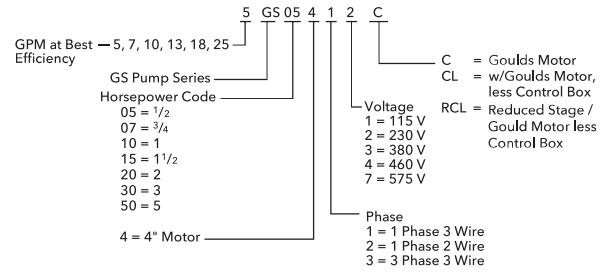 5 GS 05 4 1 2 C
GPM at Best — 5, 7, 10, 13, 18, 25
Efficiency
GS Pump Series
Horsepower Code
05 = 1/2
07 = 3/4
10 = 1
15 = 1 1/2
20 = 2
30 = 3
50 = 5
4 = 4" Motor
C = Goulds Motor
CL = w/Goulds Motor,
less Control Box
RCL = Reduced Stage /
Gould Motor less
Control Box
Voltage
1 = 115 V
2 = 230 V
3 = 380 V
4 = 460 V
7 = 575 V
Phase
1 = 1 Phase 3 Wire
2 = 1 Phase 2 Wire
3 = 3 Phase 3 Wire